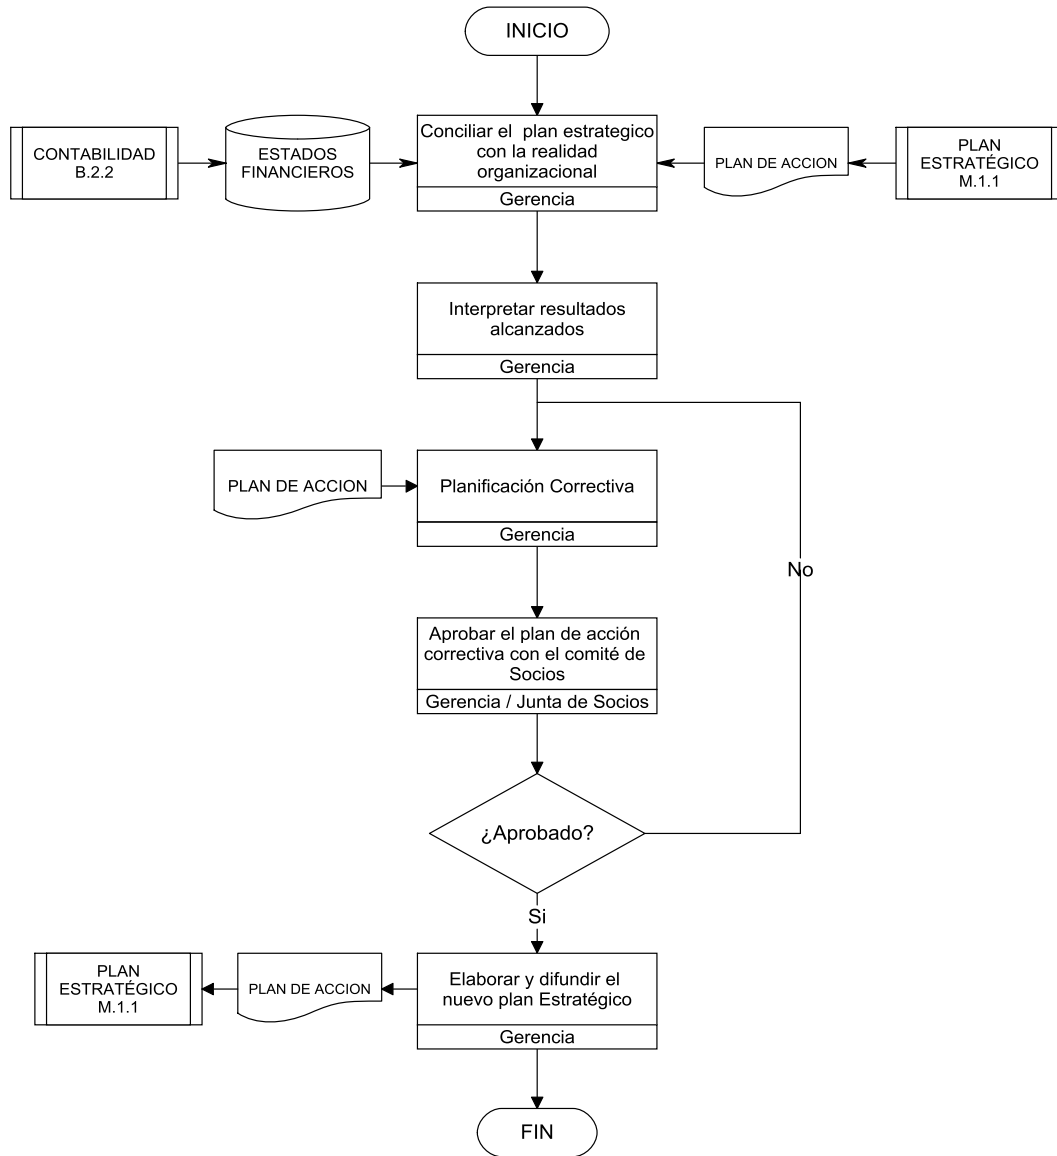 INICIO
CONTABILIDAD
B.2.2
ESTADOS
FINANCIEROS
Conciliar el plan estrategico
con la realidad
organizacional
Gerencia
PLAN DE ACCION
PLAN
ESTRATÉGICO
M.1.1
Interpretar resultados
alcanzados
Gerencia
PLAN DE ACCION
Planificación Correctiva
Gerencia
No
Aprobar el plan de acción
correctiva con el comité de
Socios
Gerencia / Junta de Socios
¿Aprobado?
Si
PLAN
ESTRATÉGICO
M.1.1
PLAN DE ACCION
Elaborar y difundir el
nuevo plan Estratégico
Gerencia
FIN